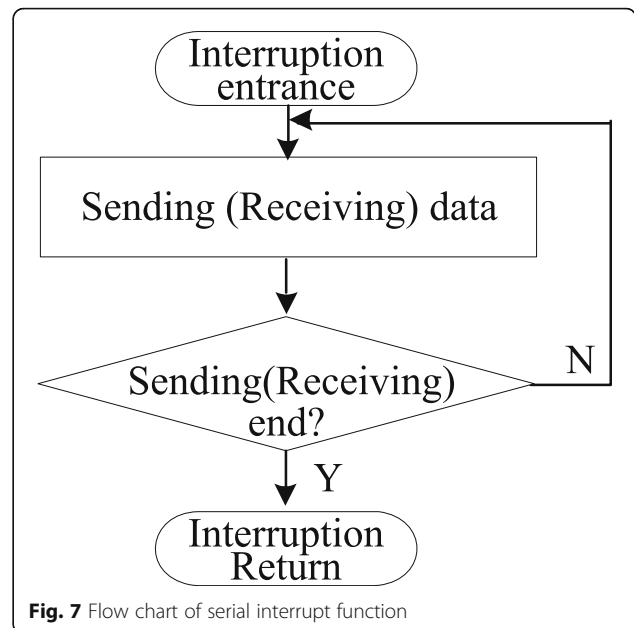 Interruption
entrance
Sending (Receiving) data
Sending(Receiving)
end?
N
Y
Interruption
Return
Fig. 7 Flow chart of serial interrupt function